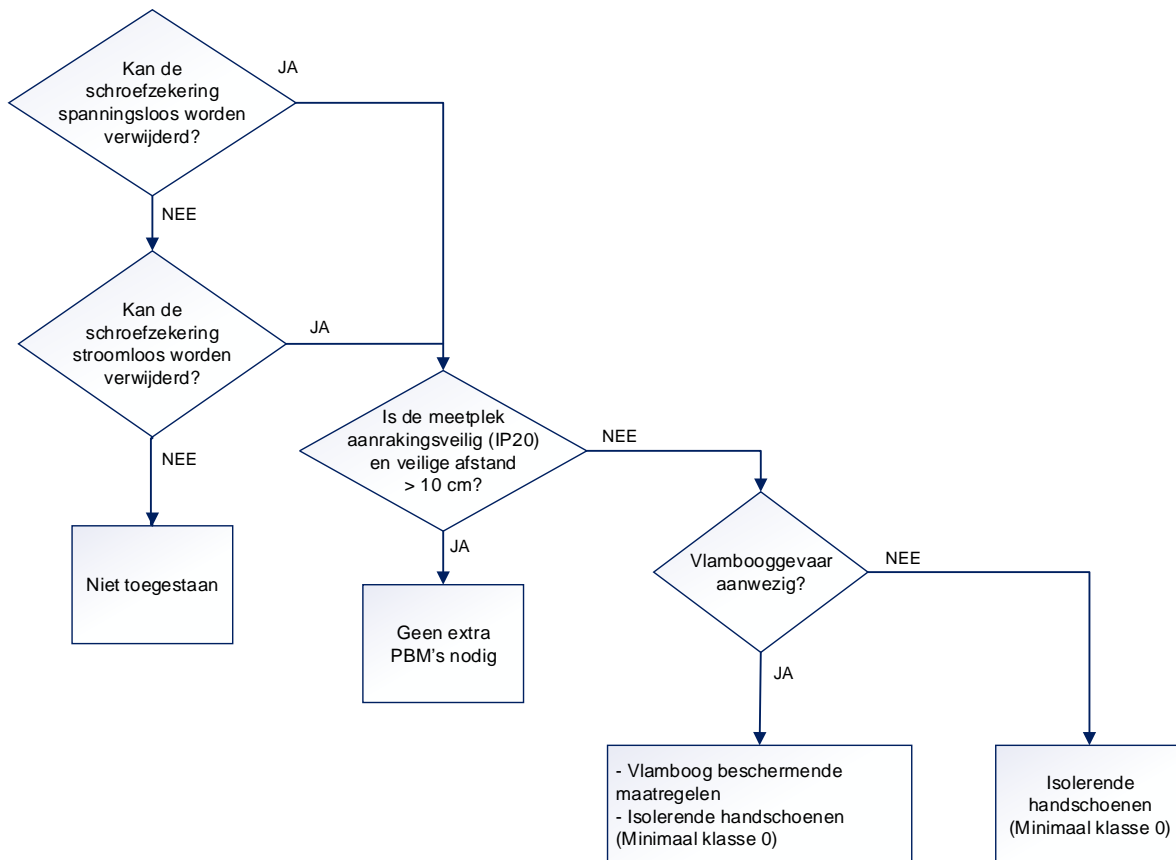 Kan de
schroefzekering
spanningsloos worden
verwijderd?
JA
NEE
Kan de
schroefzekering
stroomloos worden
verwijderd?
JA
NEE
Niet toegestaan
Is de meetplek
aanrakingsveilig (IP20)
en veilige afstand
> 10 cm?
NEE
JA
Geen extra
PBM's nodig
Vlambooggevaar
aanwezig?
NEE
JA
- Vlamboog beschermende
maatregelen
- Isolerende handschoenen
(Minimaal klasse 0)
Isolerende
handschoenen
(Minimaal klasse 0)